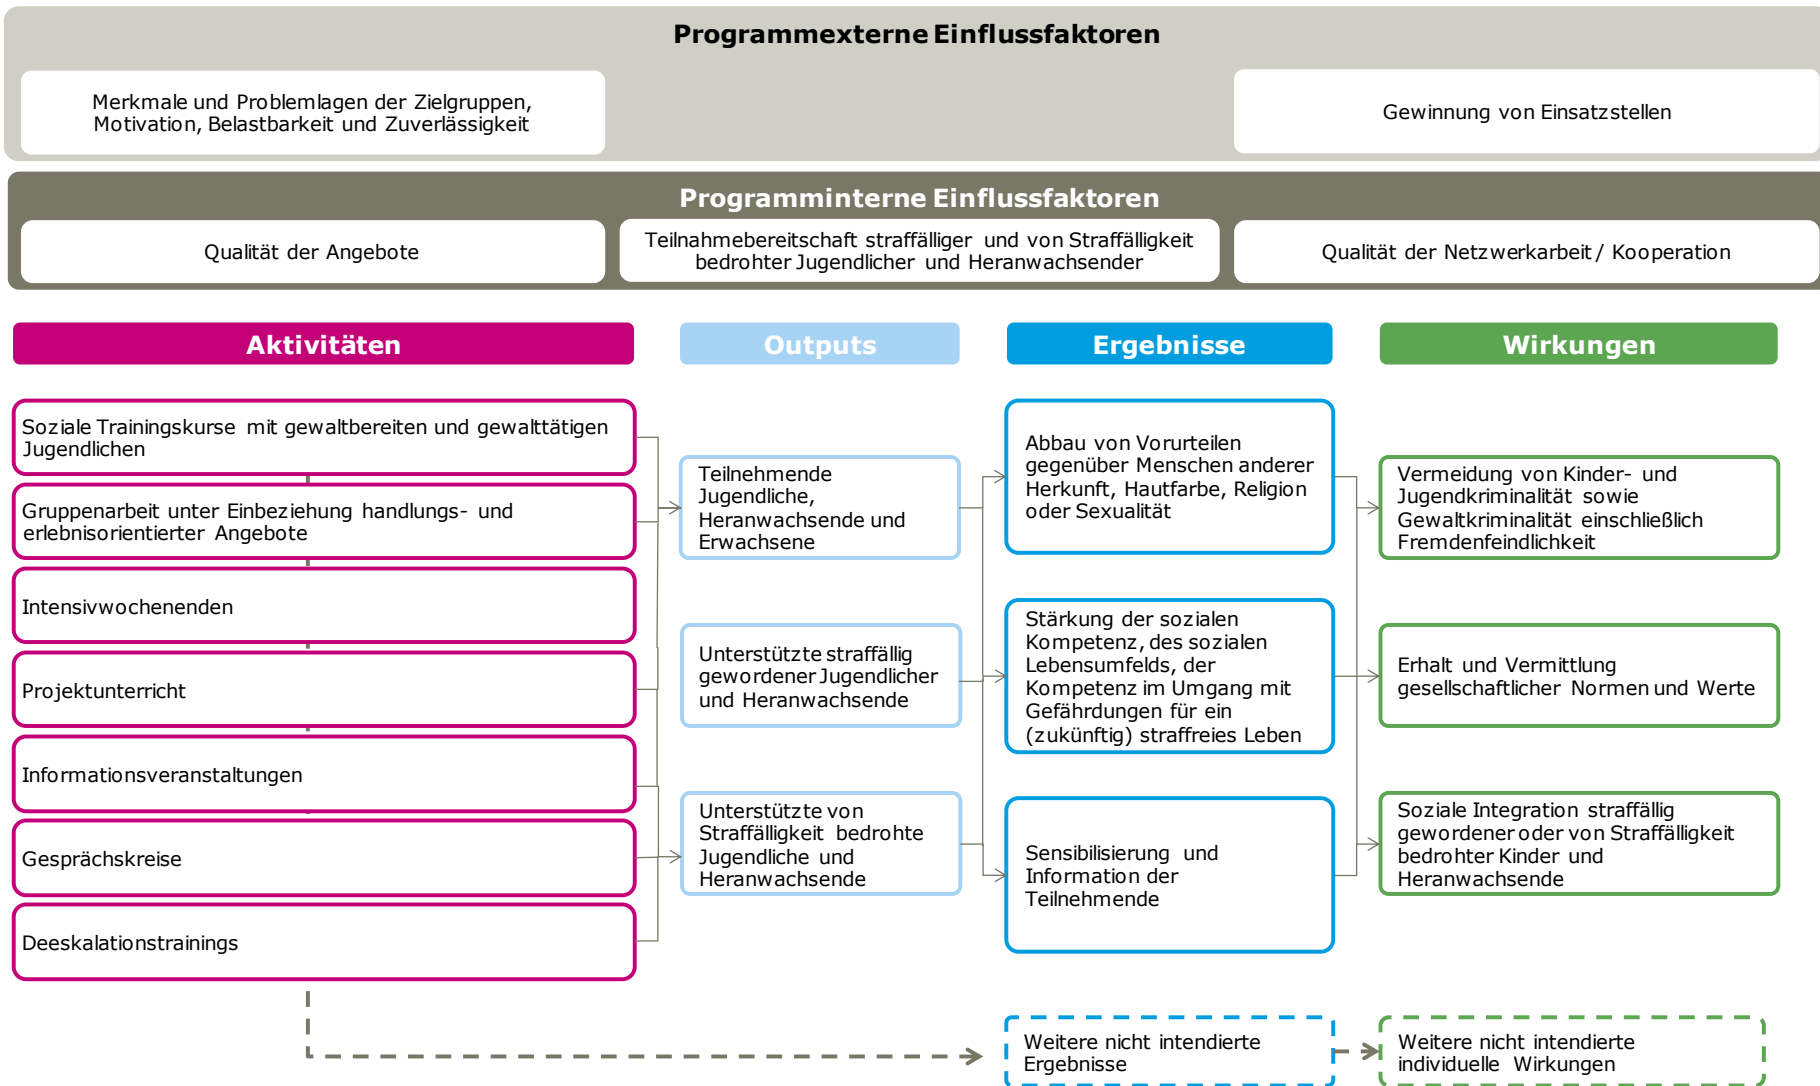 Programmexterne Einflussfaktoren
Merkmale und Problemlagen der Zielgruppen,
Motivation, Belastbarkeit und Zuverlässigkeit
Gewinnung von Einsatzstellen
Programminterne Einflussfaktoren
Qualität der Angebote
Teilnahmebereitschaft straffälliger und von Straffälligkeit
bedrohter Jugendlicher und Heranwachsender
Qualität der Netzwerkarbeit / Kooperation
Aktivitäten
Soziale Trainingskurse mit gewaltbereiten und gewalttätigen
Jugendlichen
Gruppenarbeit unter Einbeziehung handlungs- und
erlebnisorientierter Angebote
Intensivwochenenden
Projektunterricht
Informationsveranstaltungen
Gesprächskreise
Deeskalationstrainings
Outputs
Teilnehmende
Jugendliche,
Heranwachsende und
Erwachsene
Unterstützte straffällig
gewordener Jugendlicher
und Heranwachsende
Unterstützte von
Straffälligkeit bedrohte
Jugendliche und
Heranwachsende
Ergebnisse
Abbau von Vorurteilen
gegenüber Menschen anderer
Herkunft, Hautfarbe, Religion
oder Sexualität
Stärkung der sozialen
Kompetenz, des sozialen
Lebensumfelds, der
Kompetenz im Umgang mit
Gefährdungen für ein
(zukünftig) straffreies Leben
Sensibilisierung und
Information der
Teilnehmende
Weitere nicht intendierte
Ergebnisse
Wirkungen
Vermeidung von Kinder- und
Jugendkriminalität sowie
Gewaltkriminalität einschließlich
Fremdenfeindlichkeit
Erhalt und Vermittlung
gesellschaftlicher Normen und Werte
Soziale Integration straffällig
gewordener oder von Straffälligkeit
bedrohter Kinder und
Heranwachsende
Weitere nicht intendierte
individuelle Wirkungen